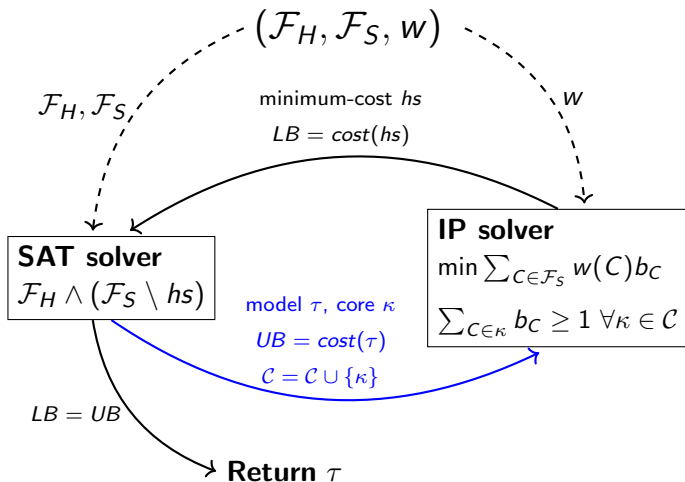 (𝓕_H, 𝓕_S, w)
𝓕_H, 𝓕_S
w
minimum-cost hs
LB = cost(hs)
SAT solver
𝓕_H ∧ (𝓕_S \ hs)
IP solver
min ∑_{C∈𝓕_S} w(C)b_C
∑_{C∈κ} b_C ≥ 1 ∀κ ∈ 𝓒
model τ, core κ
UB = cost(τ)
𝓒 = 𝓒 ∪ {κ}
LB = UB
Return τ